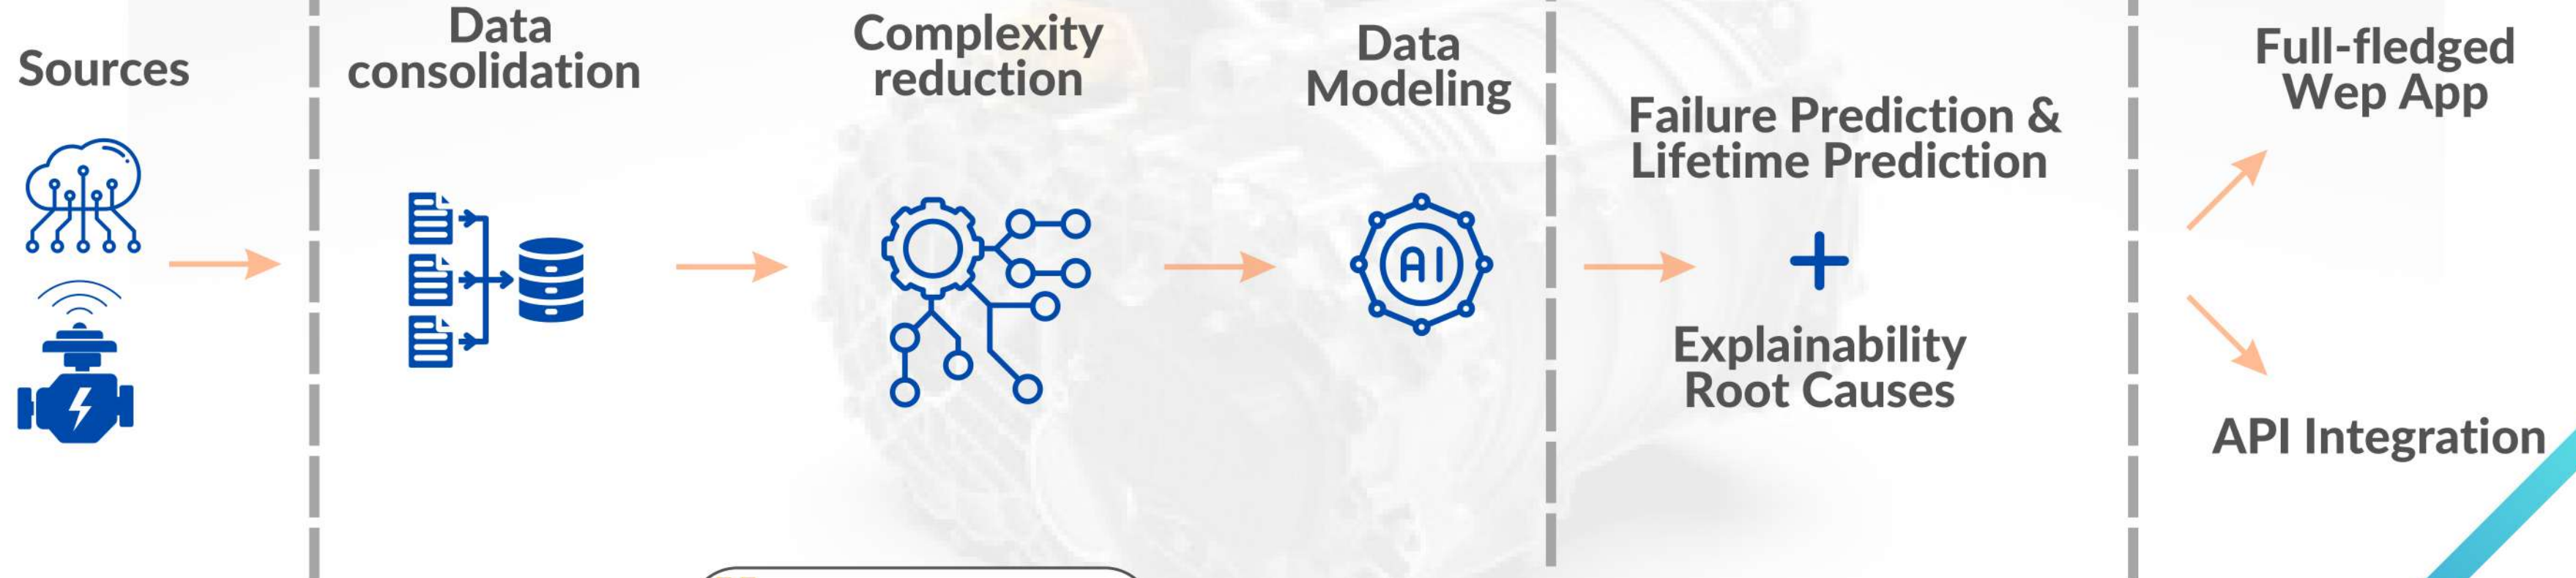 Sources
Data
consolidation
Complexity
reduction
Data
Modeling
AI
Failure Prediction &
Lifetime Prediction
+
Explainability
Root Causes
Full-fledged
Wep App
API Integration